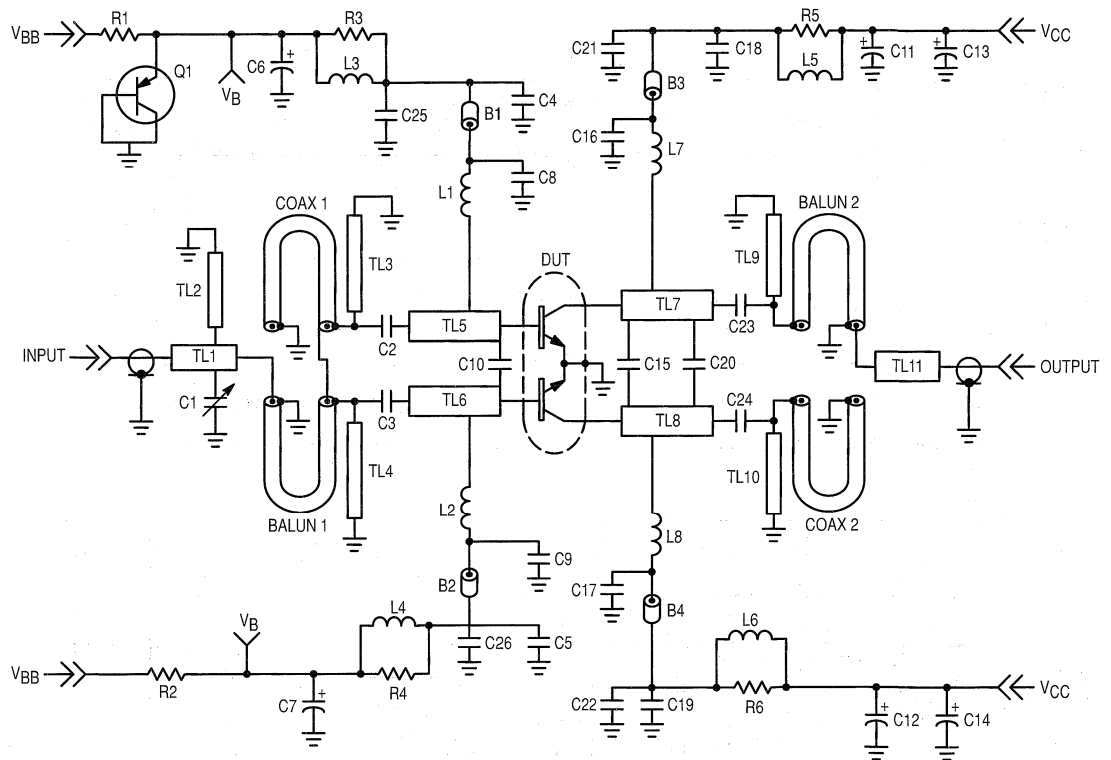 VBB
R1
R3
Q1
VB
C6
+
L3
C25
B1
C4
C8
L1
C21
C18
R5
L5
+
C11
+
C13
VCC
B3
C16
L7
COAX 1
TL3
TL2
INPUT
TL1
C1
C2
C3
TL4
BALUN 1
TL5
C10
TL6
DUT
TL7
C15
C20
TL8
C23
C24
TL9
BALUN 2
TL11
OUTPUT
TL10
COAX 2
L2
C9
B2
L4
VB
VBB
R2
C7
+
R4
C26
C5
L8
C17
B4
L6
C22
C19
R6
+
C12
+
C14
VCC